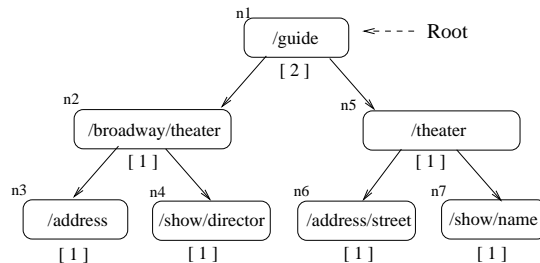 n1
/guide
Root
[ 2 ]
n2
/broadway/theater
[ 1 ]
n5
/theater
[ 1 ]
n3
/address
[ 1 ]
n4
/show/director
[ 1 ]
n6
/address/street
[ 1 ]
n7
/show/name
[ 1 ]